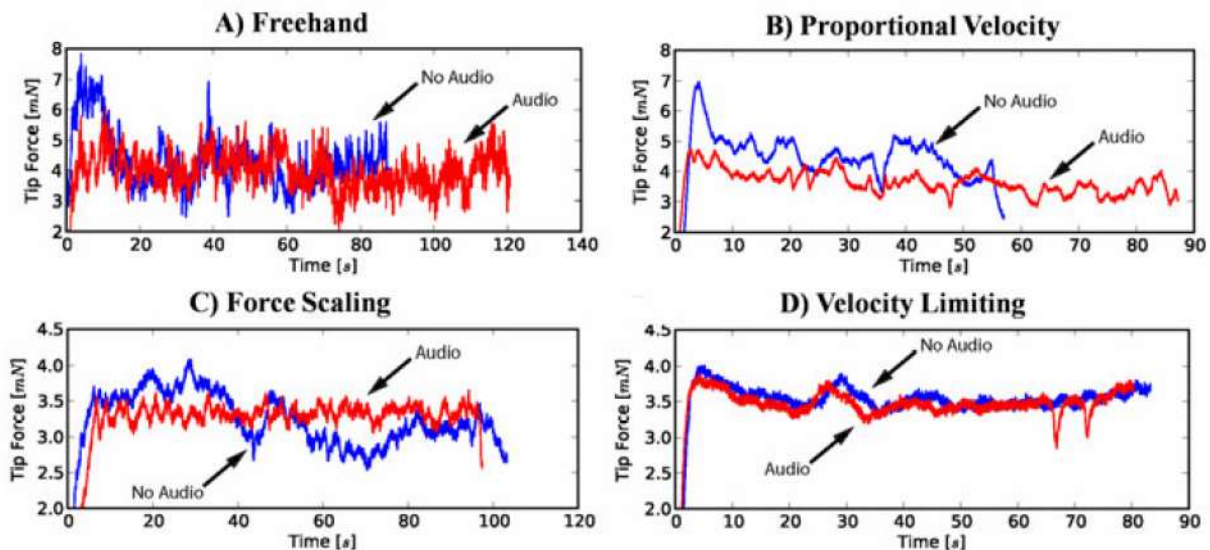 A) Freehand
8
7
6
5
4
3
2
Tip Force [mN]
No Audio
Audio
0 20 40 60 80 100 120 140
Time [s]
B) Proportional Velocity
8
7
6
5
4
3
2
Tip Force [mN]
No Audio
Audio
0 10 20 30 40 50 60 70 80 90
Time [s]
C) Force Scaling
4.5
4.0
3.5
3.0
2.5
2.0
Tip Force [mN]
Audio
No Audio
0 20 40 60 80 100 120
Time [s]
D) Velocity Limiting
4.5
4.0
3.5
3.0
2.5
2.0
Tip Force [mN]
No Audio
Audio
0 10 20 30 40 50 60 70 80 90
Time [s]